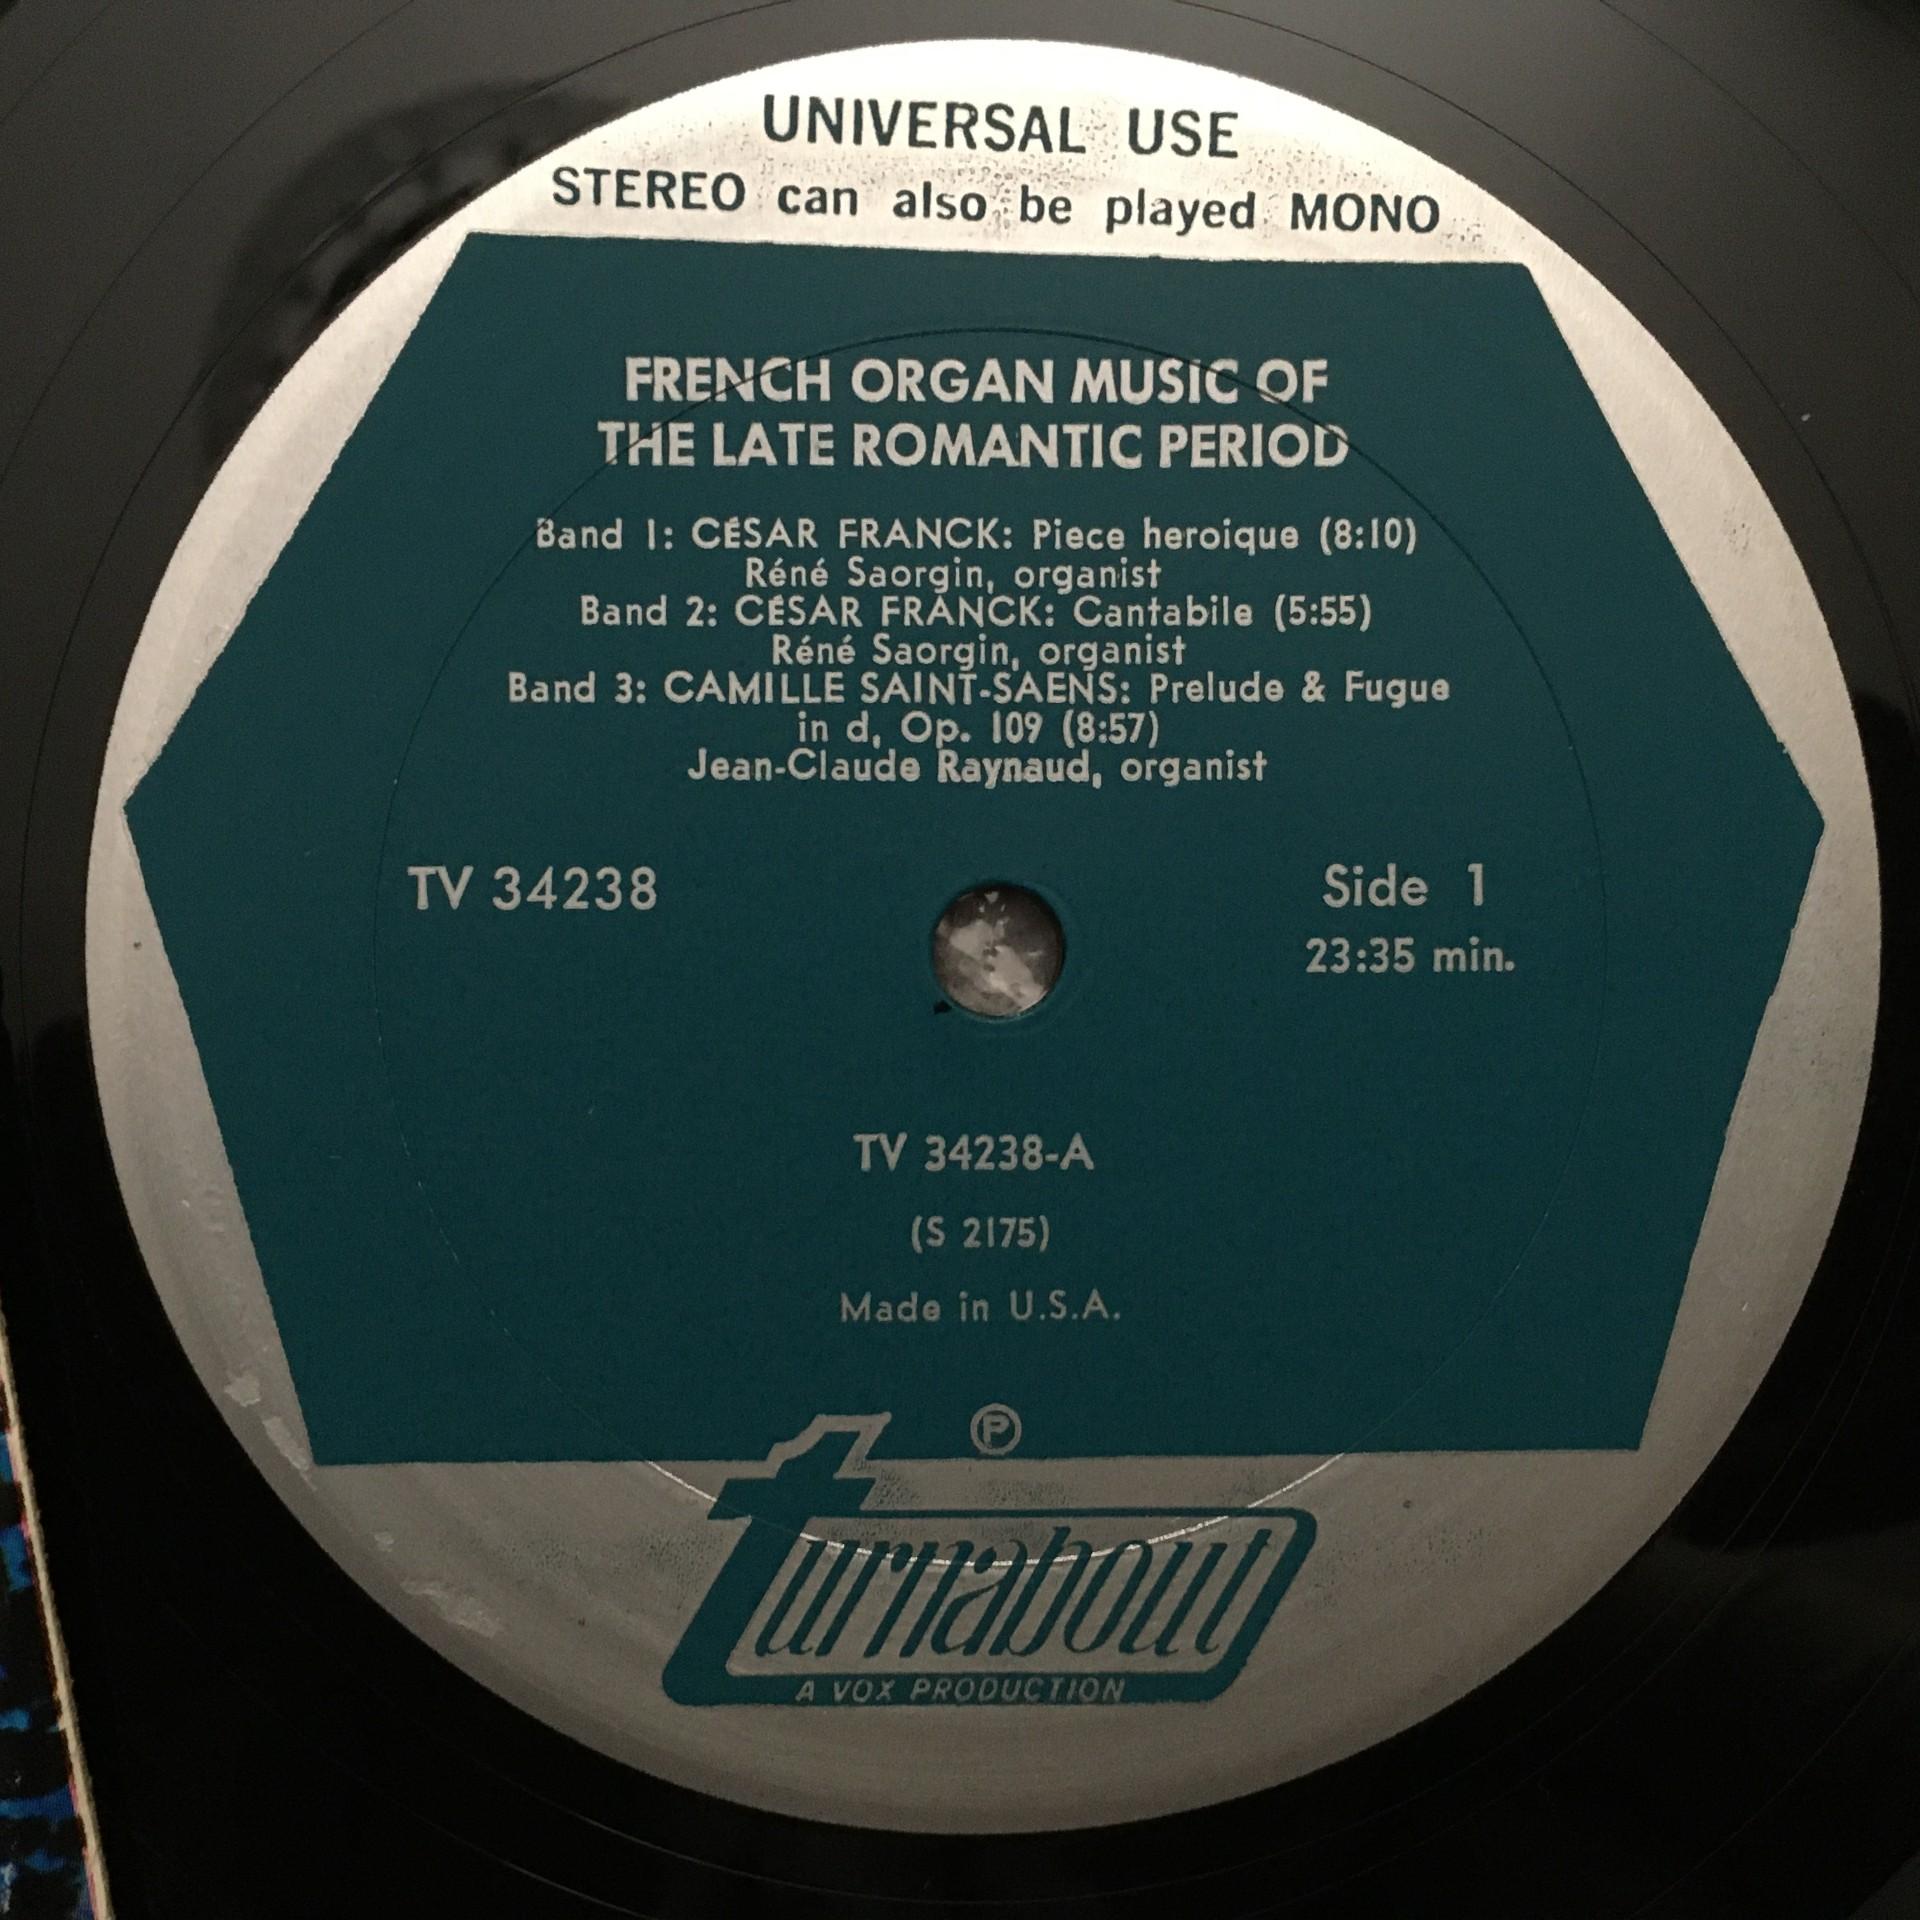 UNIVERSAL USE
STEREO can also be played MONO
FRENCH ORGAN MUSIC OF
THE LATE ROMANTIC PERIOD
Band 1: CÉSAR FRANCK: Piece heroique (8:10)
Réné Saorgin, organist
Band 2: CÉSAR FRANCK: Cantabile (5:55)
Réné Saorgin, organist
Band 3: CAMILLE SAINT-SAENS: Prelude & Fugue
in d, Op. 109 (8:57)
Jean-Claude Raynaud, organist
TV 34238
Side 1
23:35 min.
TV 34238-A
(S 2175)
Made in U.S.A.
℗
turnabout
A VOX PRODUCTION